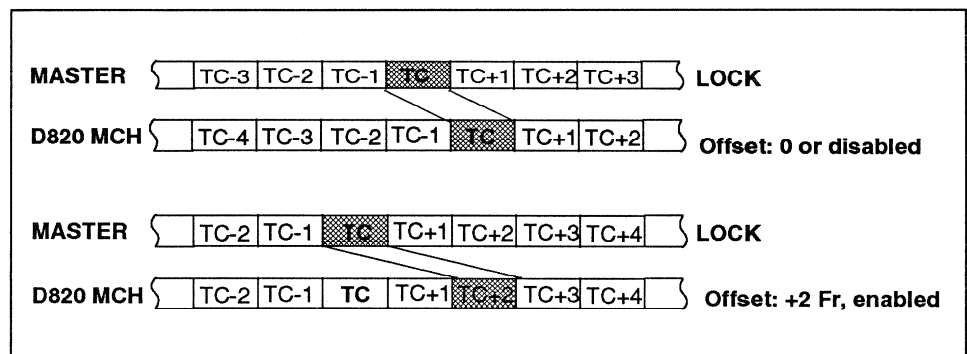 MASTER TC-3 TC-2 TC-1 TC TC+1 TC+2 TC+3 LOCK
D820 MCH TC-4 TC-3 TC-2 TC-1 TC TC+1 TC+2 Offset: 0 or disabled
MASTER TC-2 TC-1 TC TC+1 TC+2 TC+3 TC+4 LOCK
D820 MCH TC-2 TC-1 TC TC+1 TC+2 TC+3 TC+4 Offset: +2 Fr, enabled